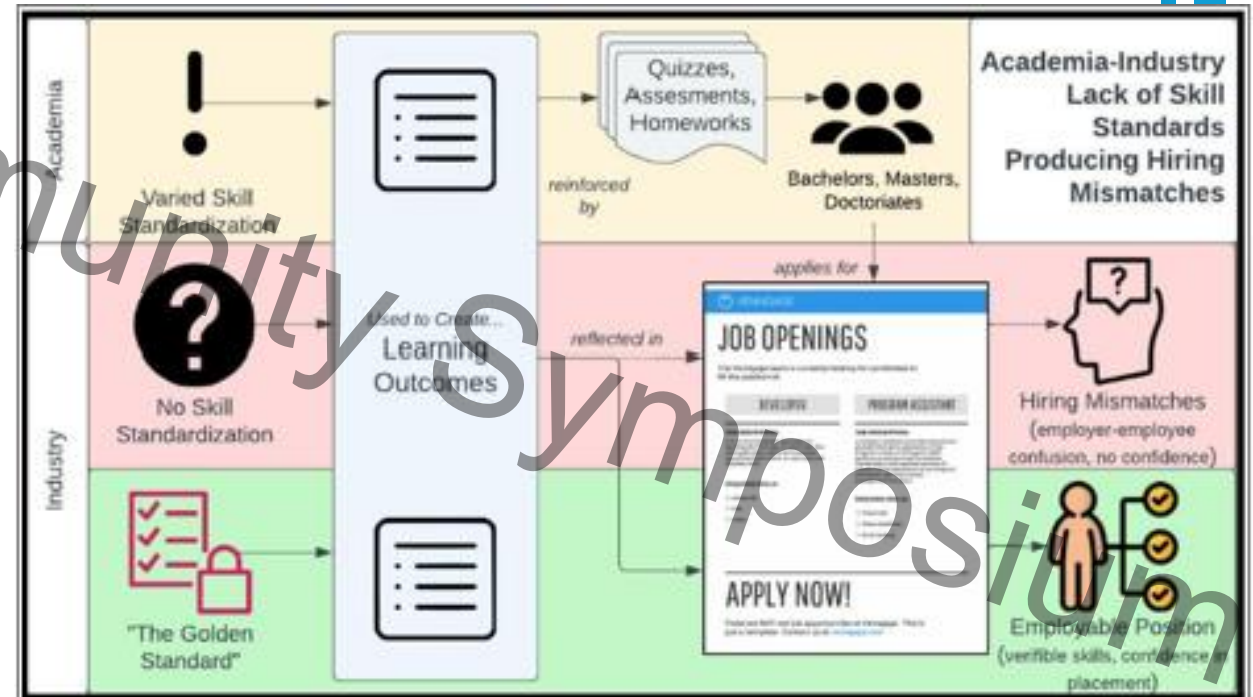 Academia
Varied Skill
Standardization
Quizzes,
Assesments,
Homeworks
reinforced
by
Bachelors, Masters,
Doctoriates
Academia-Industry
Lack of Skill
Standards
Producing Hiring
Mismatches
Industry
No Skill
Standardization
Used to Create...
Learning
Outcomes
reflected in
applies for
JOB OPENINGS
DEVELOPER
PROGRAM ASSISTANT
APPLY NOW!
Hiring Mismatches
(employer-employee
confusion, no confidence)
"The Golden
Standard"
Employable Position
(verifible skills, confidence in
placement)
munity Symposium